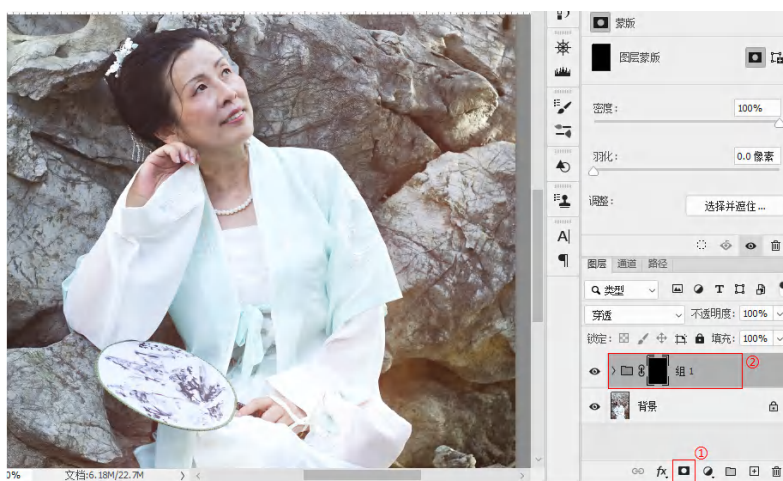 蒙版
图层蒙版
密度： 100%
羽化： 0.0 像素
调整： 选择并遮住...
A|
图层 通道 路径
类型
穿透 不透明度： 100%
锁定： 填充： 100%
组 1 ②
背景
①
fx
0% 文档:6.18M/22.7M